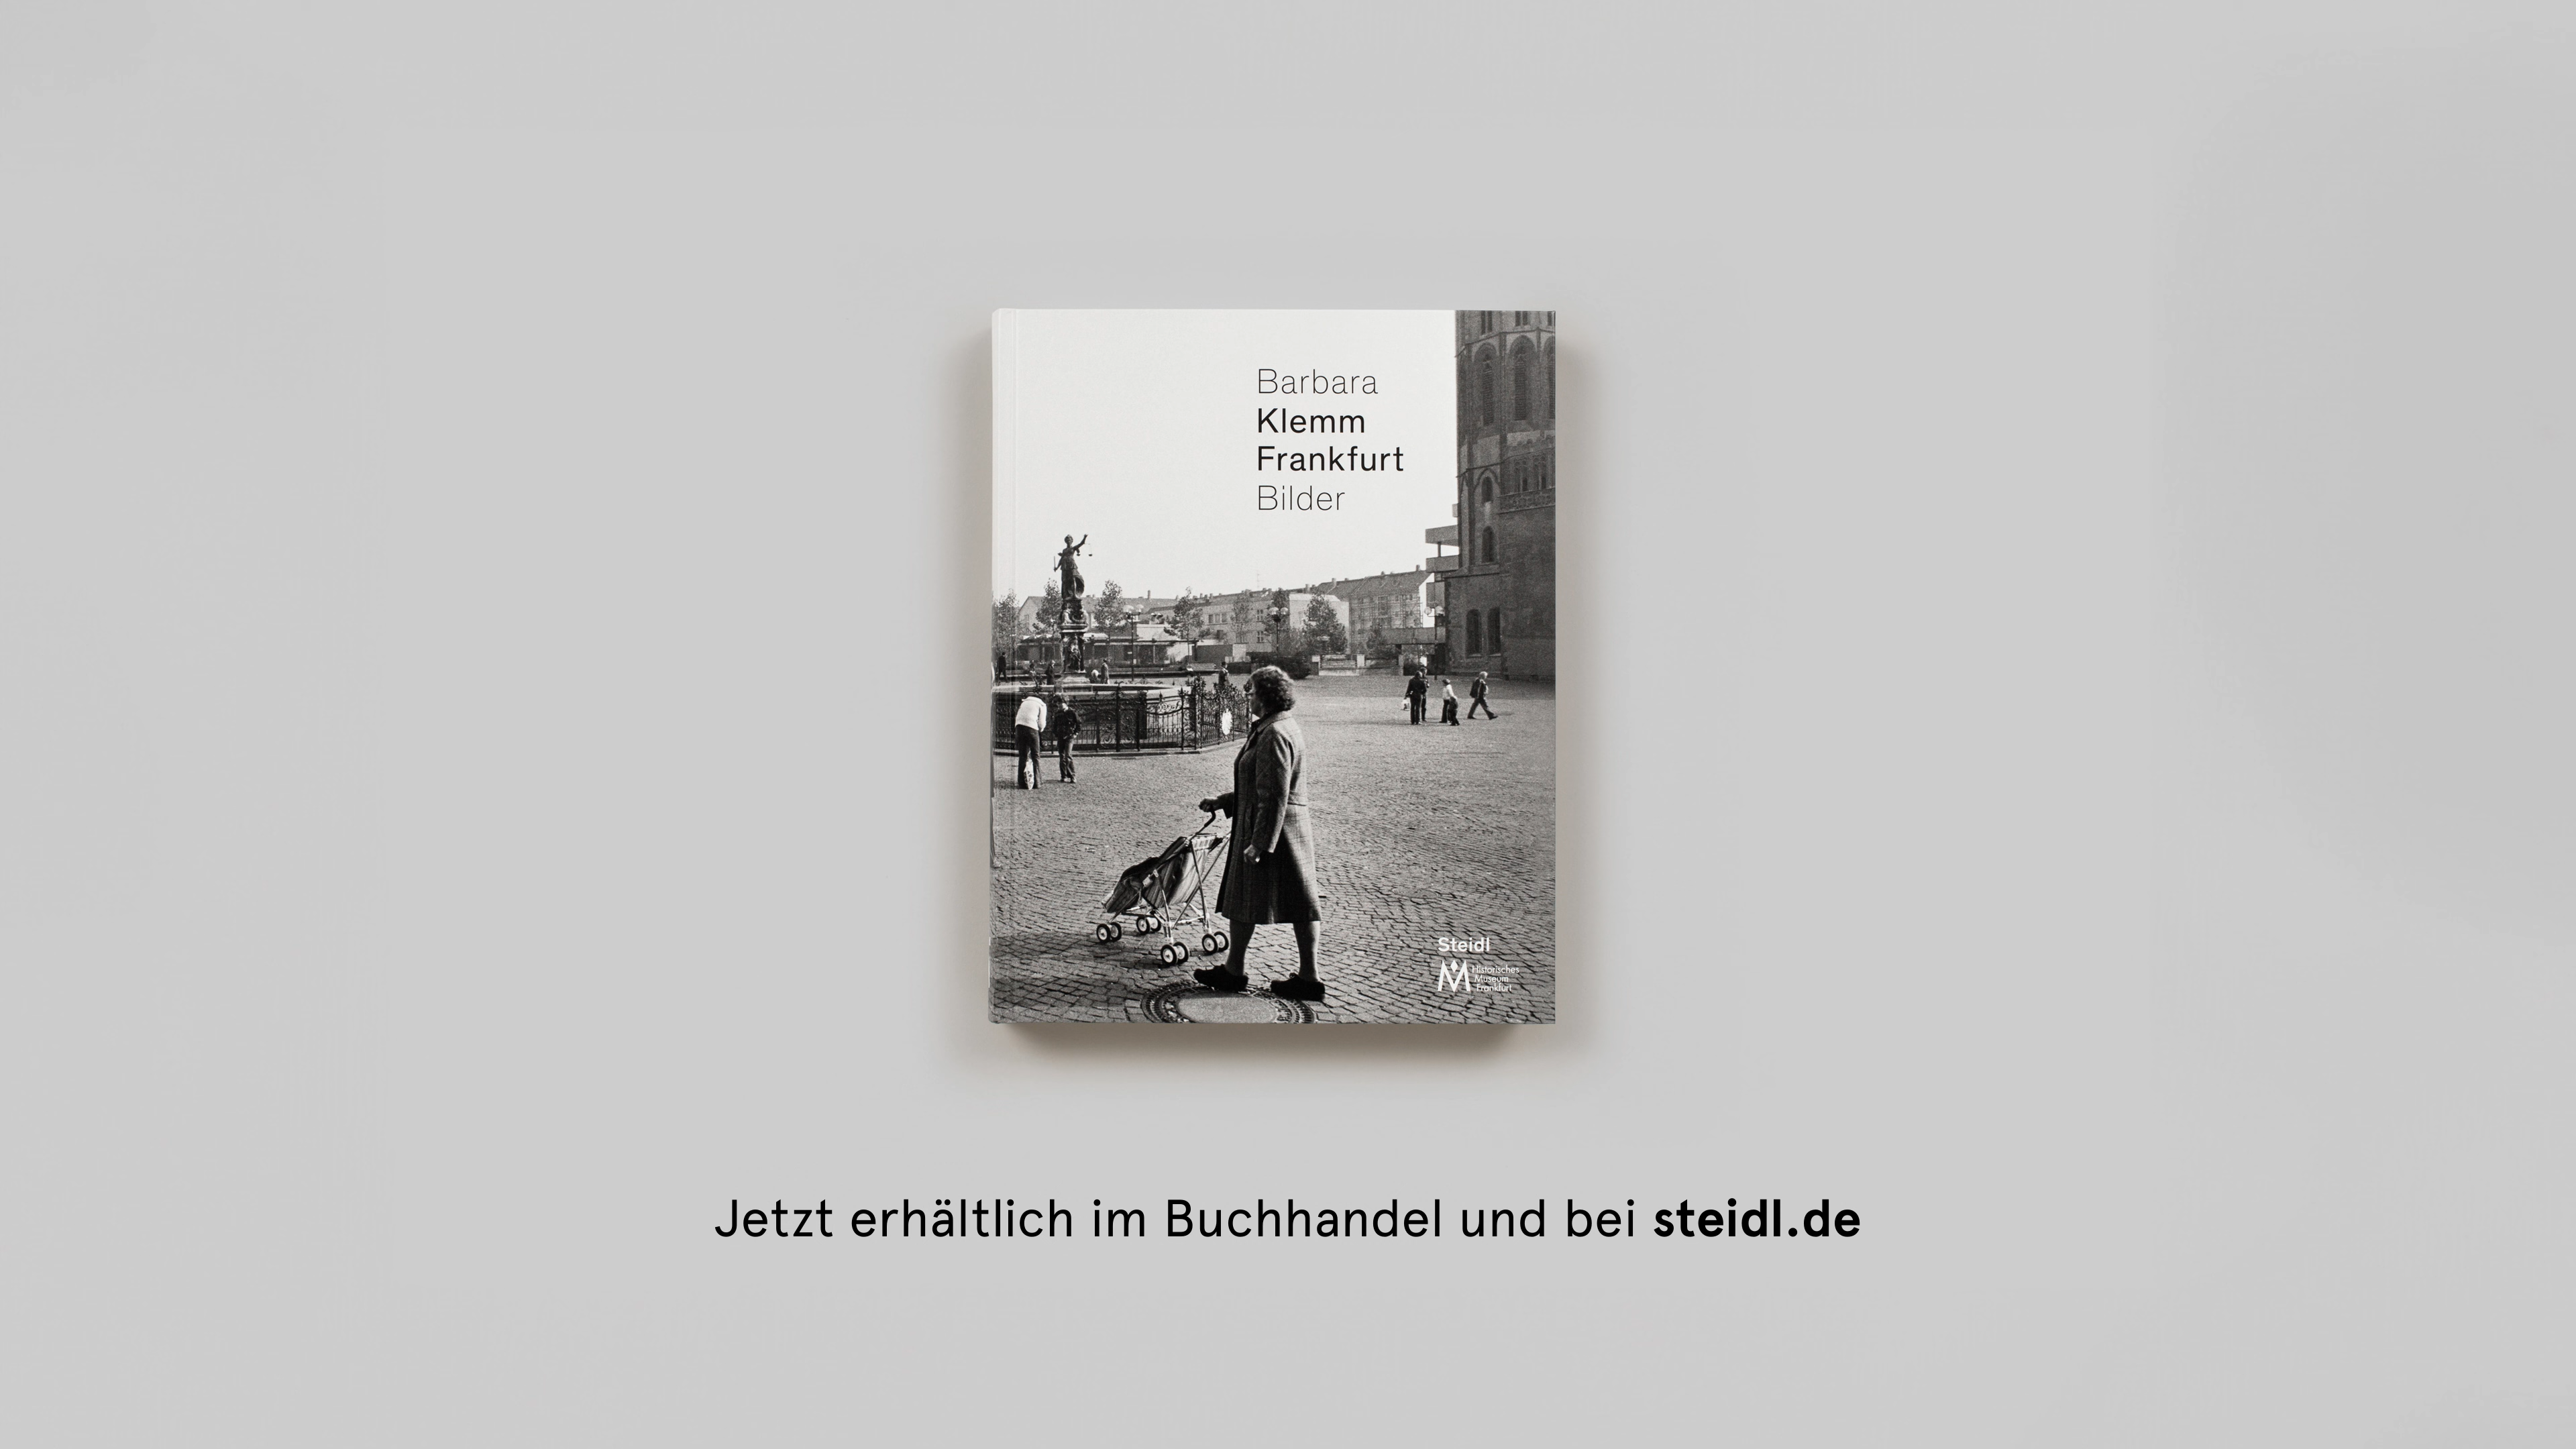 Barbara
Klemm
Frankfurt
Bilder
Steidl
Historisches
Museum
Frankfurt
Jetzt erhältlich im Buchhandel und bei steidl.de